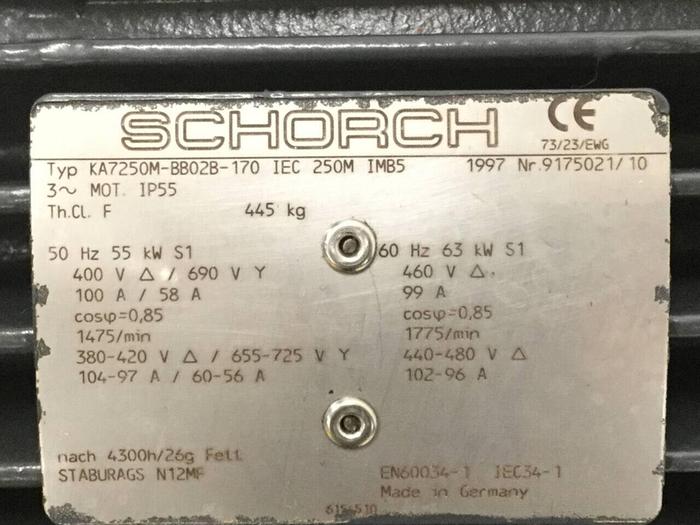 SCHORCH
CE
73/23/EWG
Typ KA7250M-BB02B-170 IEC 250M IMB5 1997 Nr.9175021/10
3~ MOT. IP55
Th.Cl. F 445 kg
50 Hz 55 kW S1 60 Hz 63 kW S1
400 V Δ / 690 V Y 460 V Δ
100 A / 58 A 99 A
cosφ=0,85 cosφ=0,85
1475/min 1775/min
380-420 V Δ / 655-725 V Y 440-480 V Δ
104-97 A / 60-56 A 102-96 A
nach 4300h/26g Fett
STABURAGS N12MF EN60034-1 IEC34-1
Made in Germany